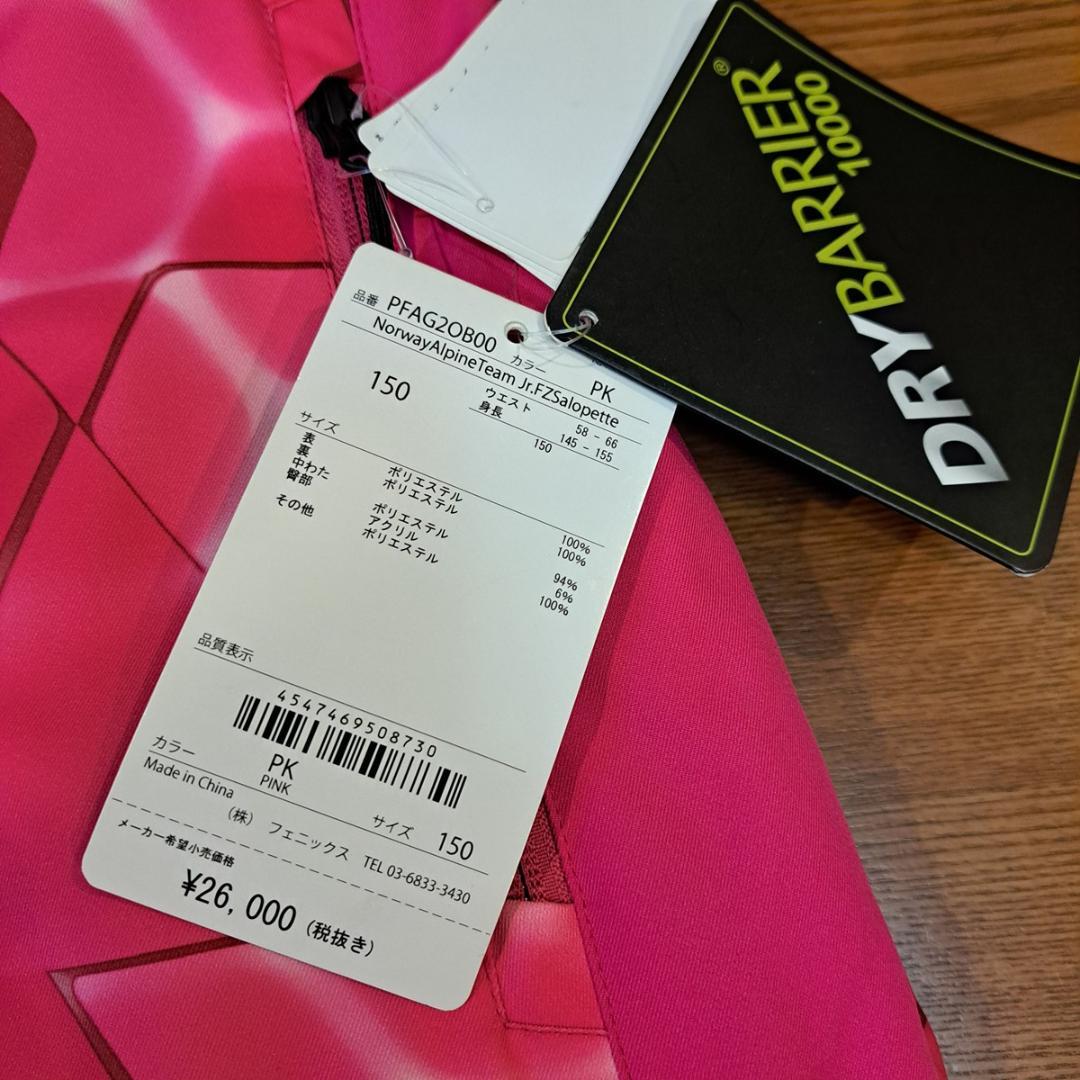 DRYBARRIER®
10000
品番 PFAG2OB00
カラー PK
NorwayAlpineTeam Jr.FZSalopette
150
ウエスト 58 - 66
身長 145 - 155
150
サイズ
表 ポリエステル 100%
裏 ポリエステル 100%
中わた
臀部 ポリエステル 94%
アクリル 6%
その他 ポリエステル 100%
品質表示
4547469508730
カラー PK
PINK
サイズ 150
Made in China
(株) フェニックス TEL 03-6833-3430
メーカー希望小売価格
¥26,000 (税抜き)